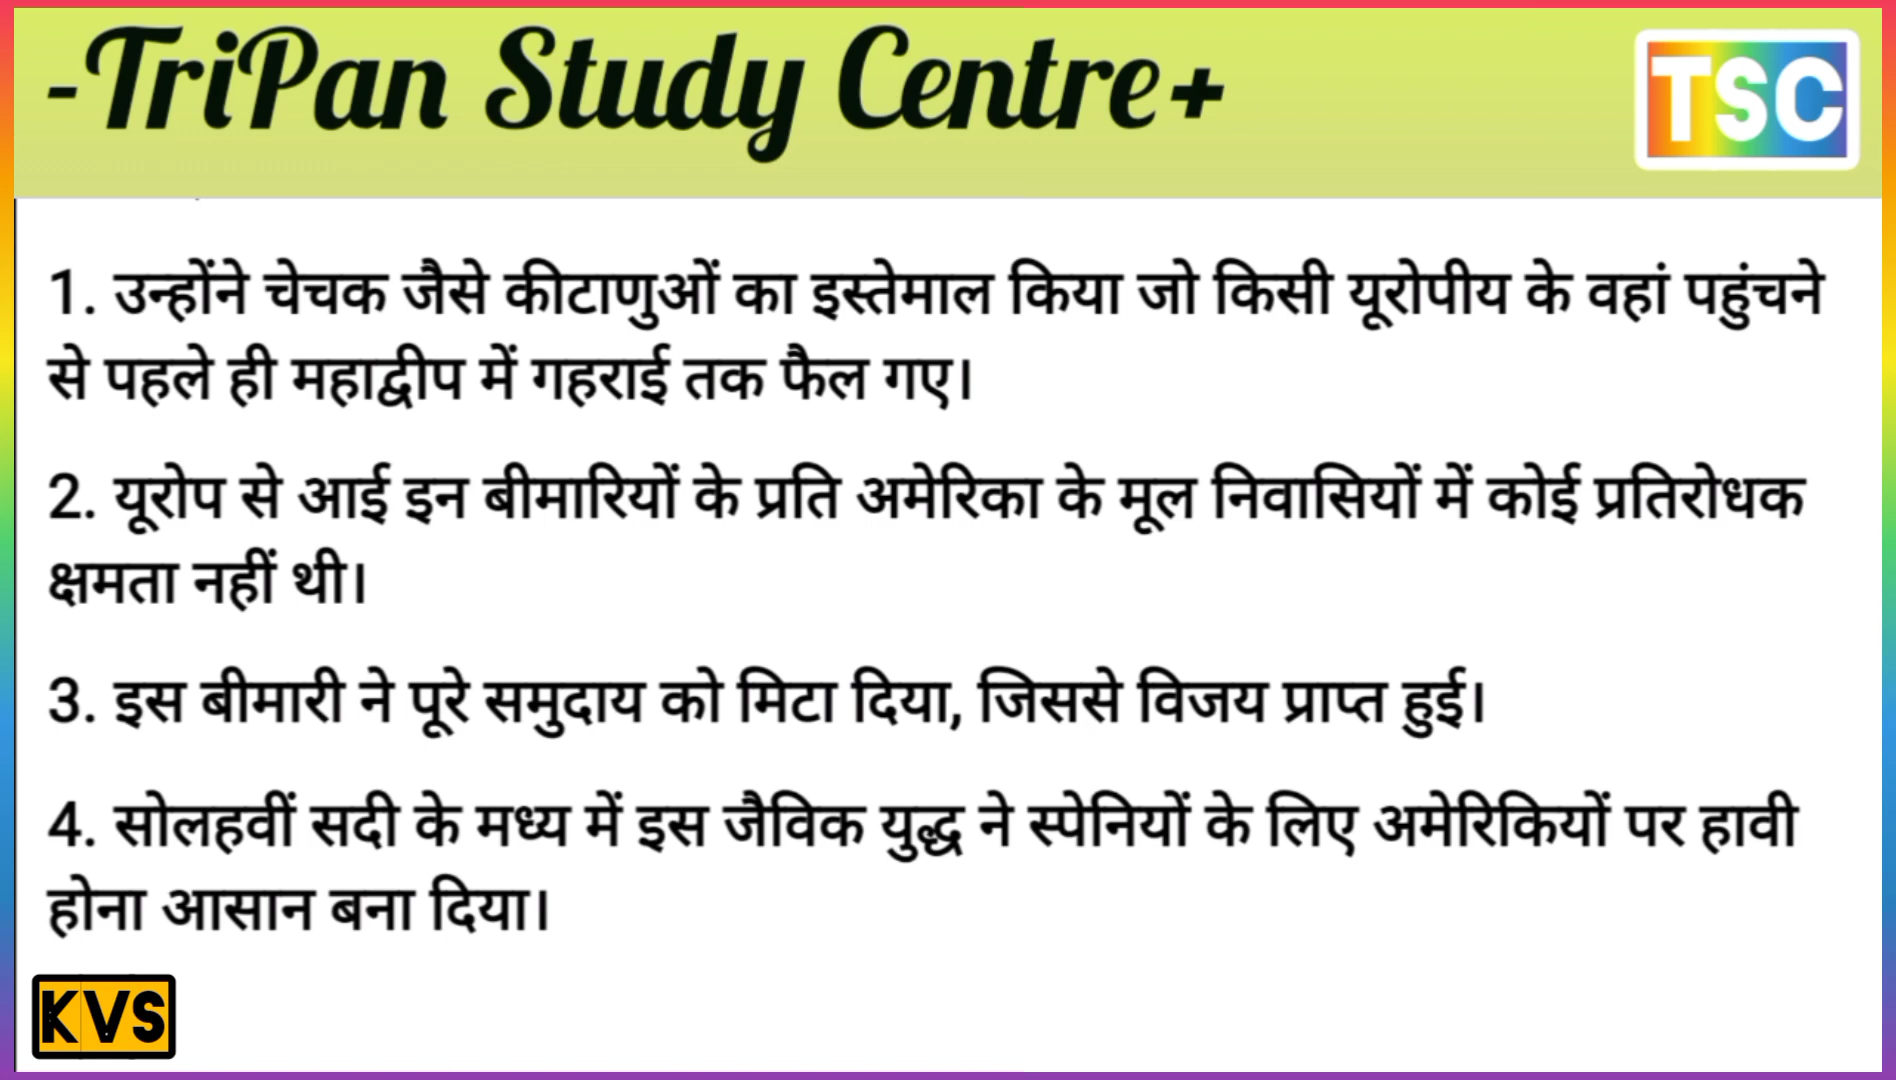 -TriPan Study Centre+
TSC
1. उन्होंने चेचक जैसे कीटाणुओं का इस्तेमाल किया जो किसी यूरोपीय के वहां पहुंचने
से पहले ही महाद्वीप में गहराई तक फैल गए।
2. यूरोप से आई इन बीमारियों के प्रति अमेरिका के मूल निवासियों में कोई प्रतिरोधक
क्षमता नहीं थी।
3. इस बीमारी ने पूरे समुदाय को मिटा दिया, जिससे विजय प्राप्त हुई।
4. सोलहवीं सदी के मध्य में इस जैविक युद्ध ने स्पेनियों के लिए अमेरिकियों पर हावी
होना आसान बना दिया।
KVS